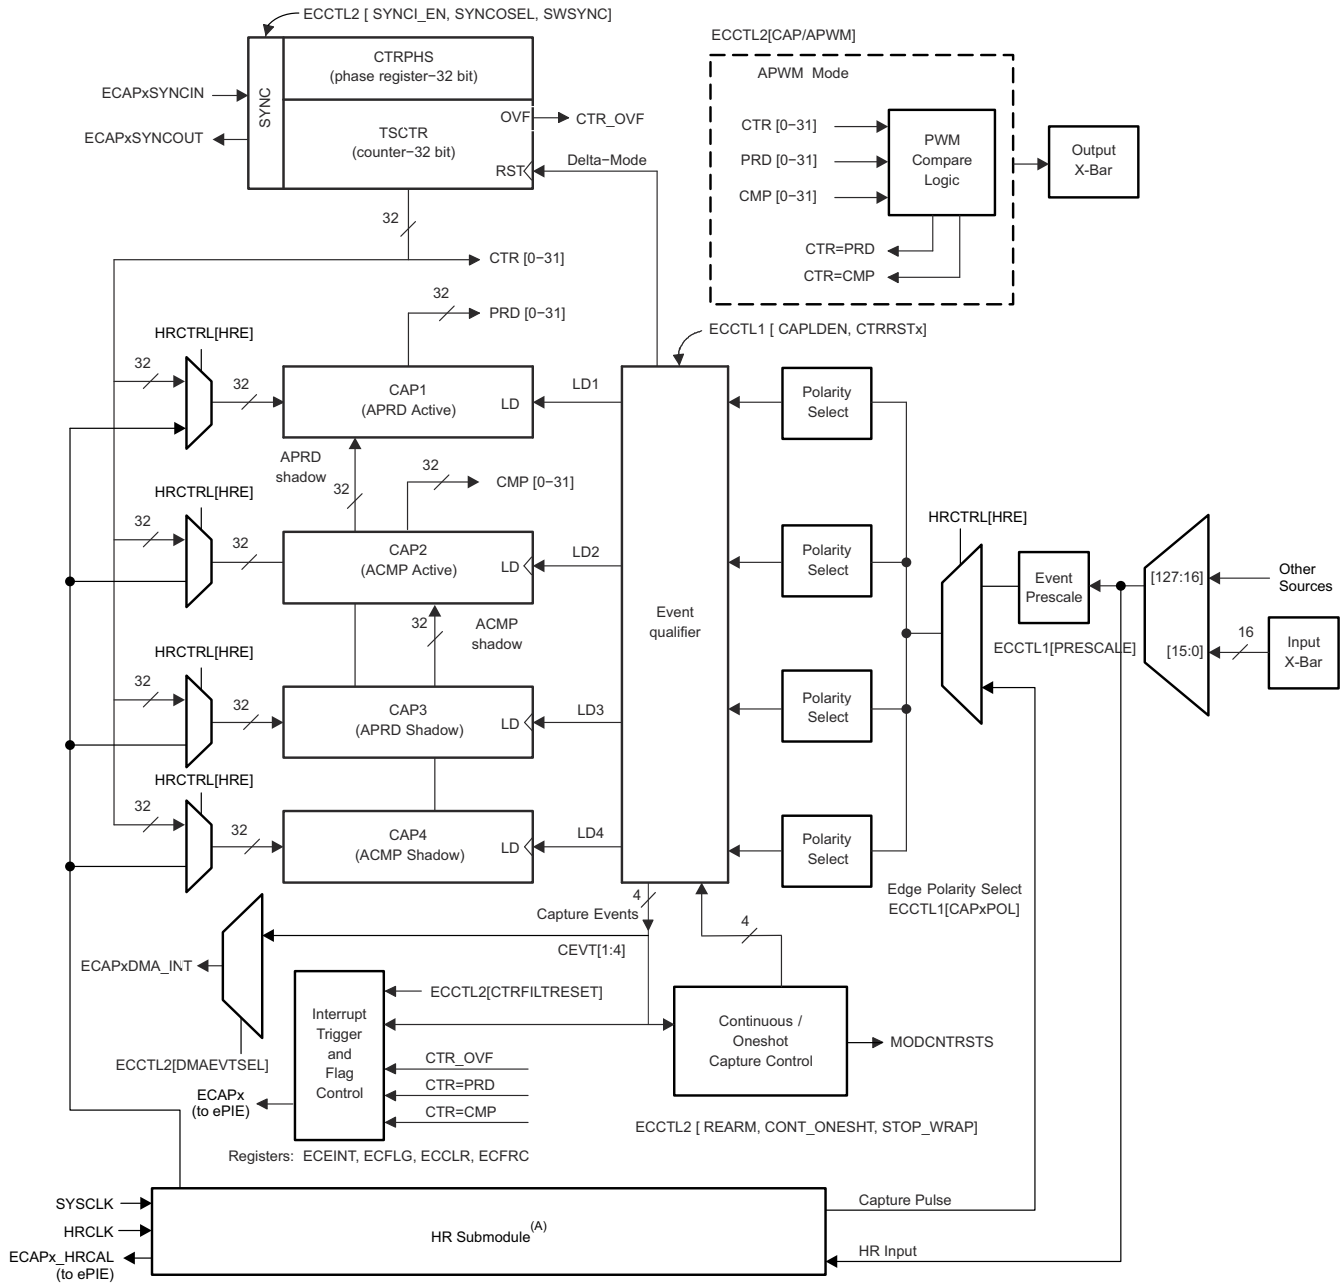 ECCTL2 [ SYNCI_EN, SYNCOSEL, SWSYNC]
ECCTL2[CAP/APWM]
CTRPHS
(phase register−32 bit)
SYNC
ECAPxSYNCIN
ECAPxSYNCOUT
TSCTR
(counter−32 bit)
OVF
CTR_OVF
RST
Delta−Mode
APWM Mode
CTR [0−31]
PRD [0−31]
CMP [0−31]
PWM
Compare
Logic
Output
X-Bar
CTR=PRD
CTR=CMP
32
CTR [0−31]
32
PRD [0−31]
ECCTL1 [ CAPLDEN, CTRRSTx]
HRCTRL[HRE]
32
32
CAP1
(APRD Active)
LD
LD1
Polarity
Select
APRD
shadow
32
32
CMP [0−31]
HRCTRL[HRE]
32
32
CAP2
(ACMP Active)
LD
LD2
Polarity
Select
HRCTRL[HRE]
Event
Prescale
ECCTL1[PRESCALE]
[127:16]
[15:0]
Other
Sources
16
Input
X-Bar
32
ACMP
shadow
Event
qualifier
HRCTRL[HRE]
32
32
CAP3
(APRD Shadow)
LD
LD3
Polarity
Select
HRCTRL[HRE]
32
32
CAP4
(ACMP Shadow)
LD
LD4
Polarity
Select
Edge Polarity Select
ECCTL1[CAPxPOL]
4
Capture Events
CEVT[1:4]
4
ECAPxDMA_INT
ECCTL2[DMAEVTSEL]
Interrupt
Trigger
and
Flag
Control
ECCTL2[CTRFILTRESET]
CTR_OVF
CTR=PRD
CTR=CMP
ECAPx
(to ePIE)
Continuous /
Oneshot
Capture Control
MODCNTRSTS
ECCTL2 [ REARM, CONT_ONESHT, STOP_WRAP]
Registers: ECEINT, ECFLG, ECCLR, ECFRC
SYSCLK
HRCLK
ECAPx_HRCAL
(to ePIE)
HR Submodule(A)
Capture Pulse
HR Input